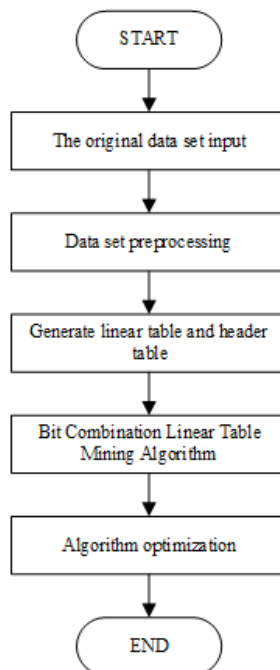 START
The original data set input
Data set preprocessing
Generate linear table and header
table
Bit Combination Linear Table
Mining Algorithm
Algorithm optimization
END